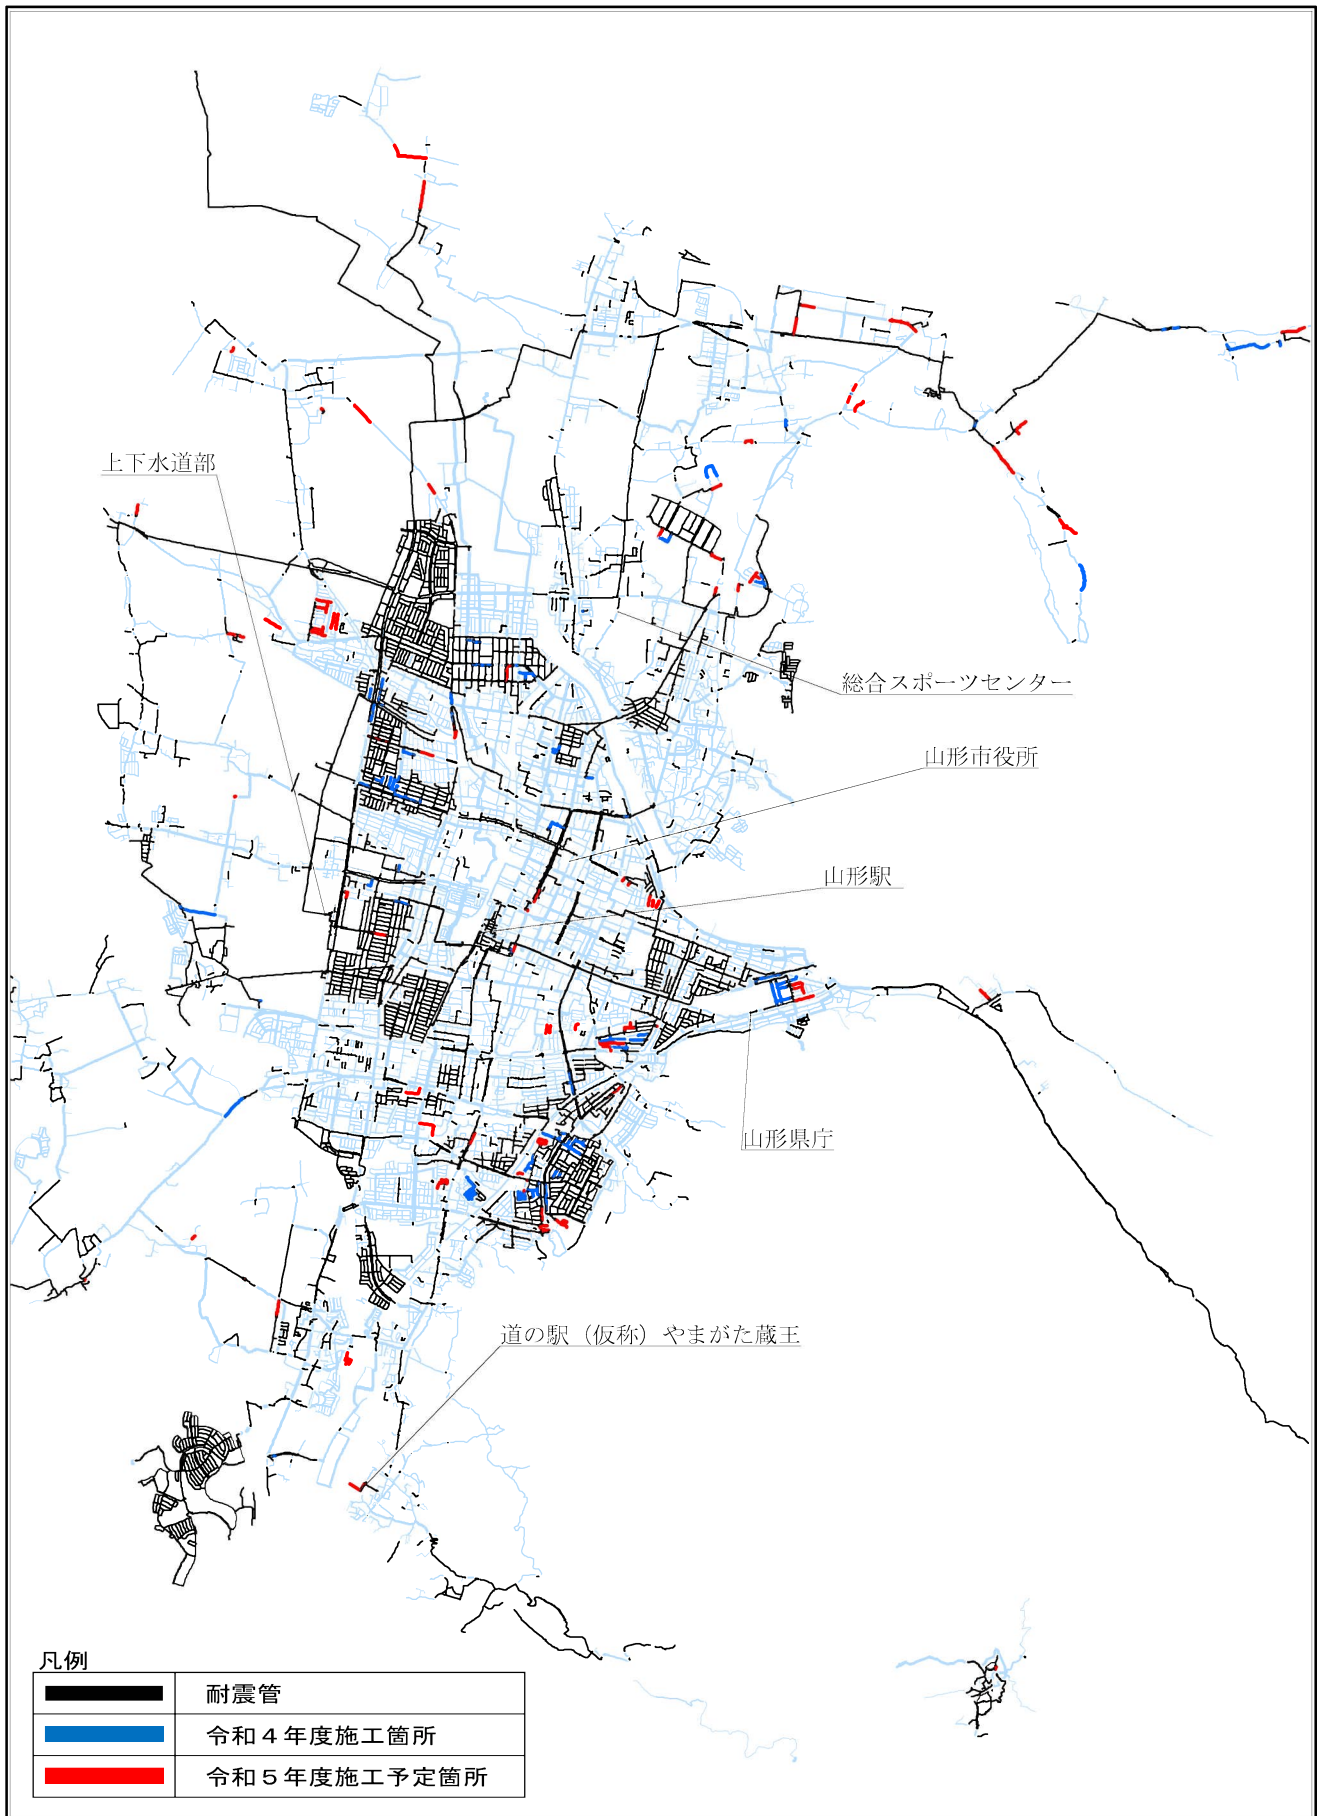 上下水道部
総合スポーツセンター
山形市役所
山形駅
山形県庁
道の駅（仮称）やまがた蔵王
凡例
耐震管
令和４年度施工箇所
令和５年度施工予定箇所